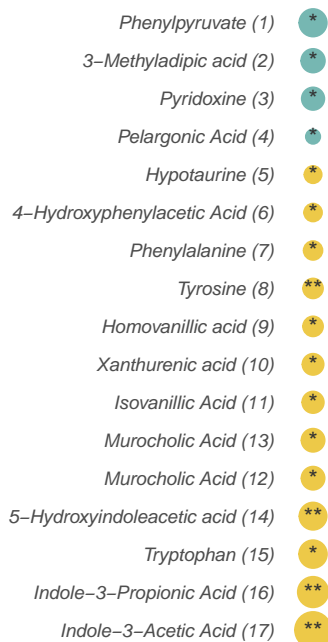 Phenylpyruvate (1) *
3−Methyladipic acid (2) *
Pyridoxine (3) *
Pelargonic Acid (4) *
Hypotaurine (5) *
4−Hydroxyphenylacetic Acid (6) *
Phenylalanine (7) *
Tyrosine (8) **
Homovanillic acid (9) *
Xanthurenic acid (10) *
Isovanillic Acid (11) *
Murocholic Acid (13) *
Murocholic Acid (12) *
5−Hydroxyindoleacetic acid (14) **
Tryptophan (15) *
Indole−3−Propionic Acid (16) **
Indole−3−Acetic Acid (17) **